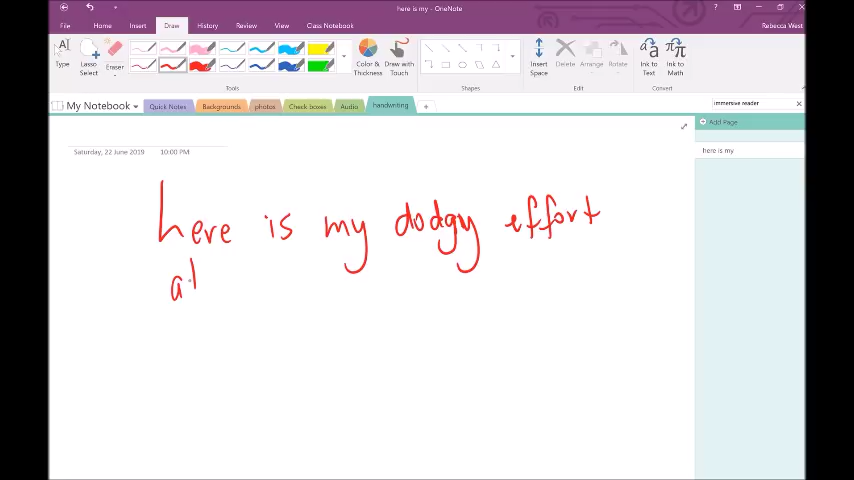 here is my - OneNote
Rebecca West
File Home Insert Draw History Review View Class Notebook
Type
Lasso Select
Eraser
Color & Thickness
Draw with Touch
Insert Space
Delete
Arrange
Rotate
Ink to Text
Ink to Math
Tools
Shapes
Edit
Convert
My Notebook
Quick Notes Backgrounds photos Check boxes Audio handwriting
immersive reader
Add Page
here is my
Saturday, 22 June 2019 10:00 PM
here is my dodgy effort